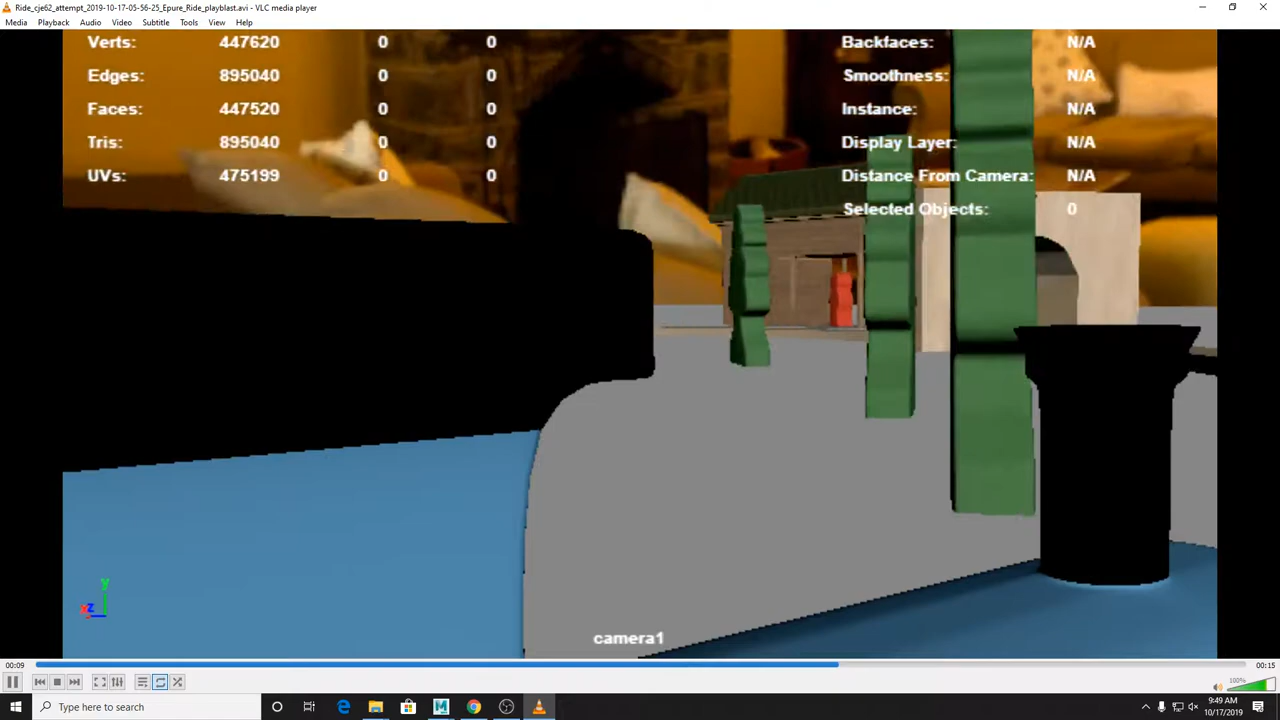 Ride_cje62_attempt_2019-10-17-05-56-25_Epure_Ride_playblast.avi - VLC media player
Media Playback Audio Video Subtitle Tools View Help
Verts: 447620 0 0 Backfaces: N/A
Edges: 895040 0 0 Smoothness: N/A
Faces: 447520 0 0 Instance: N/A
Tris: 895040 0 0 Display Layer: N/A
UVs: 475199 0 0 Distance From Camera: N/A
Selected Objects: 0
Y
XZ
camera1
00:09 00:15
100%
Type here to search
9:49 AM
10/17/2019